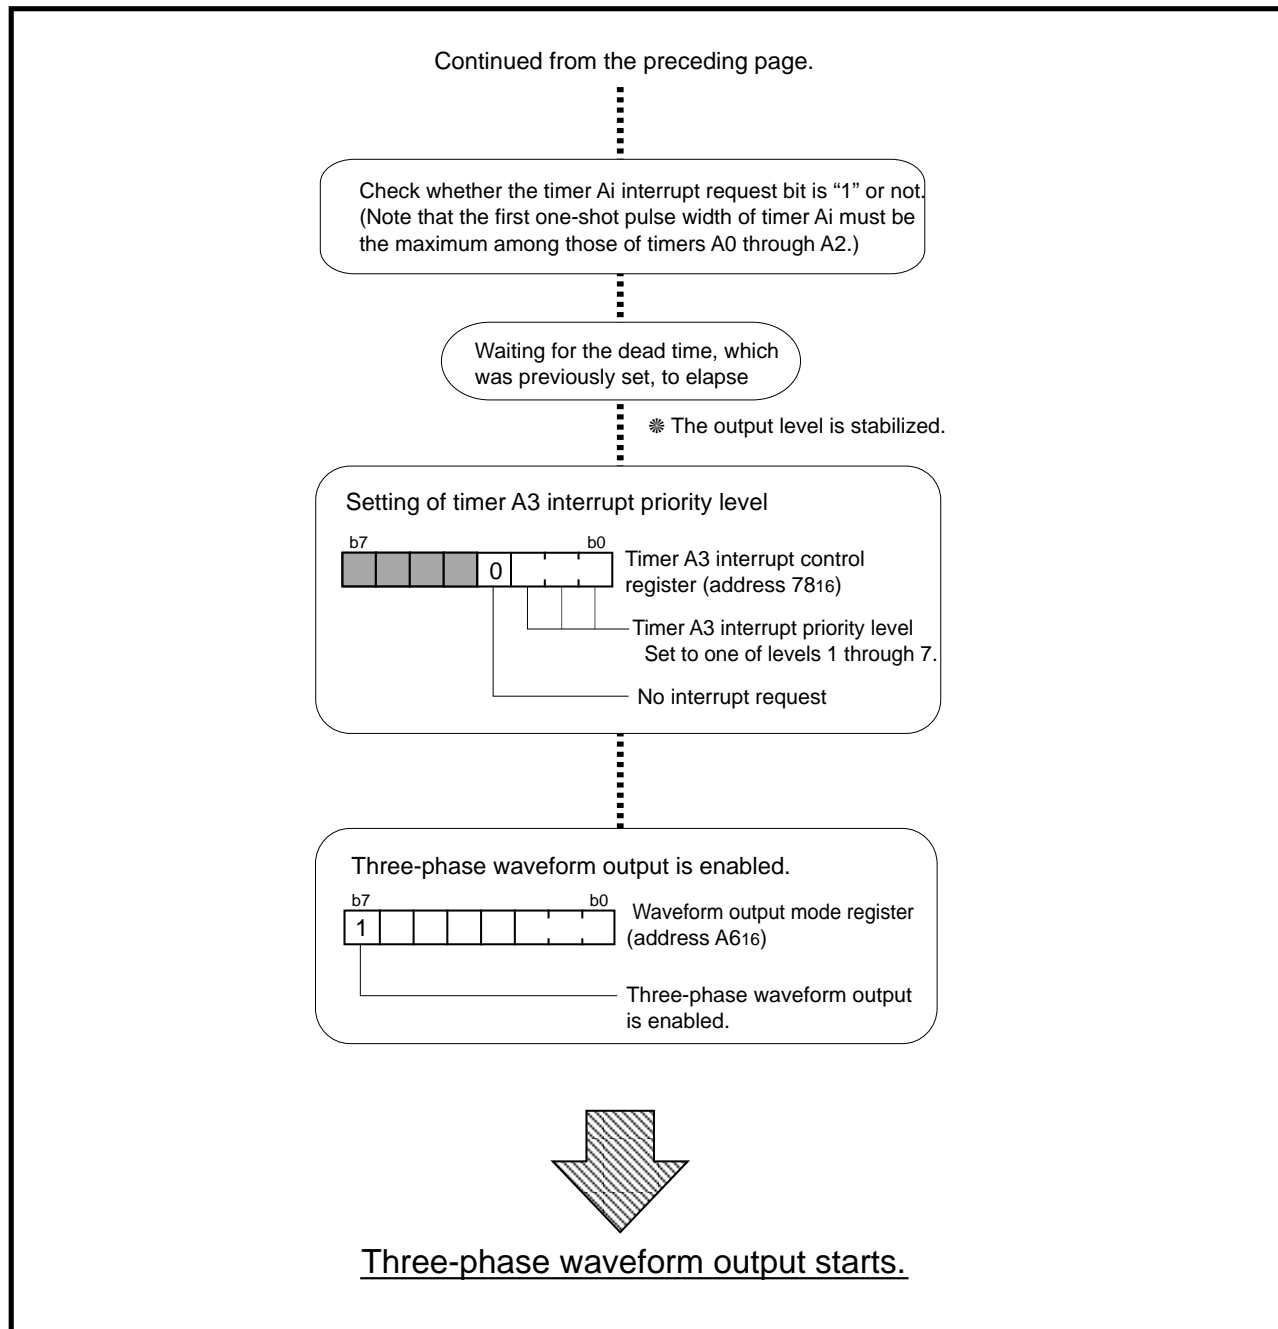 Continued from the preceding page.
Check whether the timer Ai interrupt request bit is “1” or not.
(Note that the first one-shot pulse width of timer Ai must be
the maximum among those of timers A0 through A2.)
Waiting for the dead time, which
was previously set, to elapse
❋ The output level is stabilized.
Setting of timer A3 interrupt priority level
b7 b0
0
Timer A3 interrupt control
register (address 7816)
Timer A3 interrupt priority level
Set to one of levels 1 through 7.
No interrupt request
Three-phase waveform output is enabled.
b7 b0
1
Waveform output mode register
(address A616)
Three-phase waveform output
is enabled.
Three-phase waveform output starts.